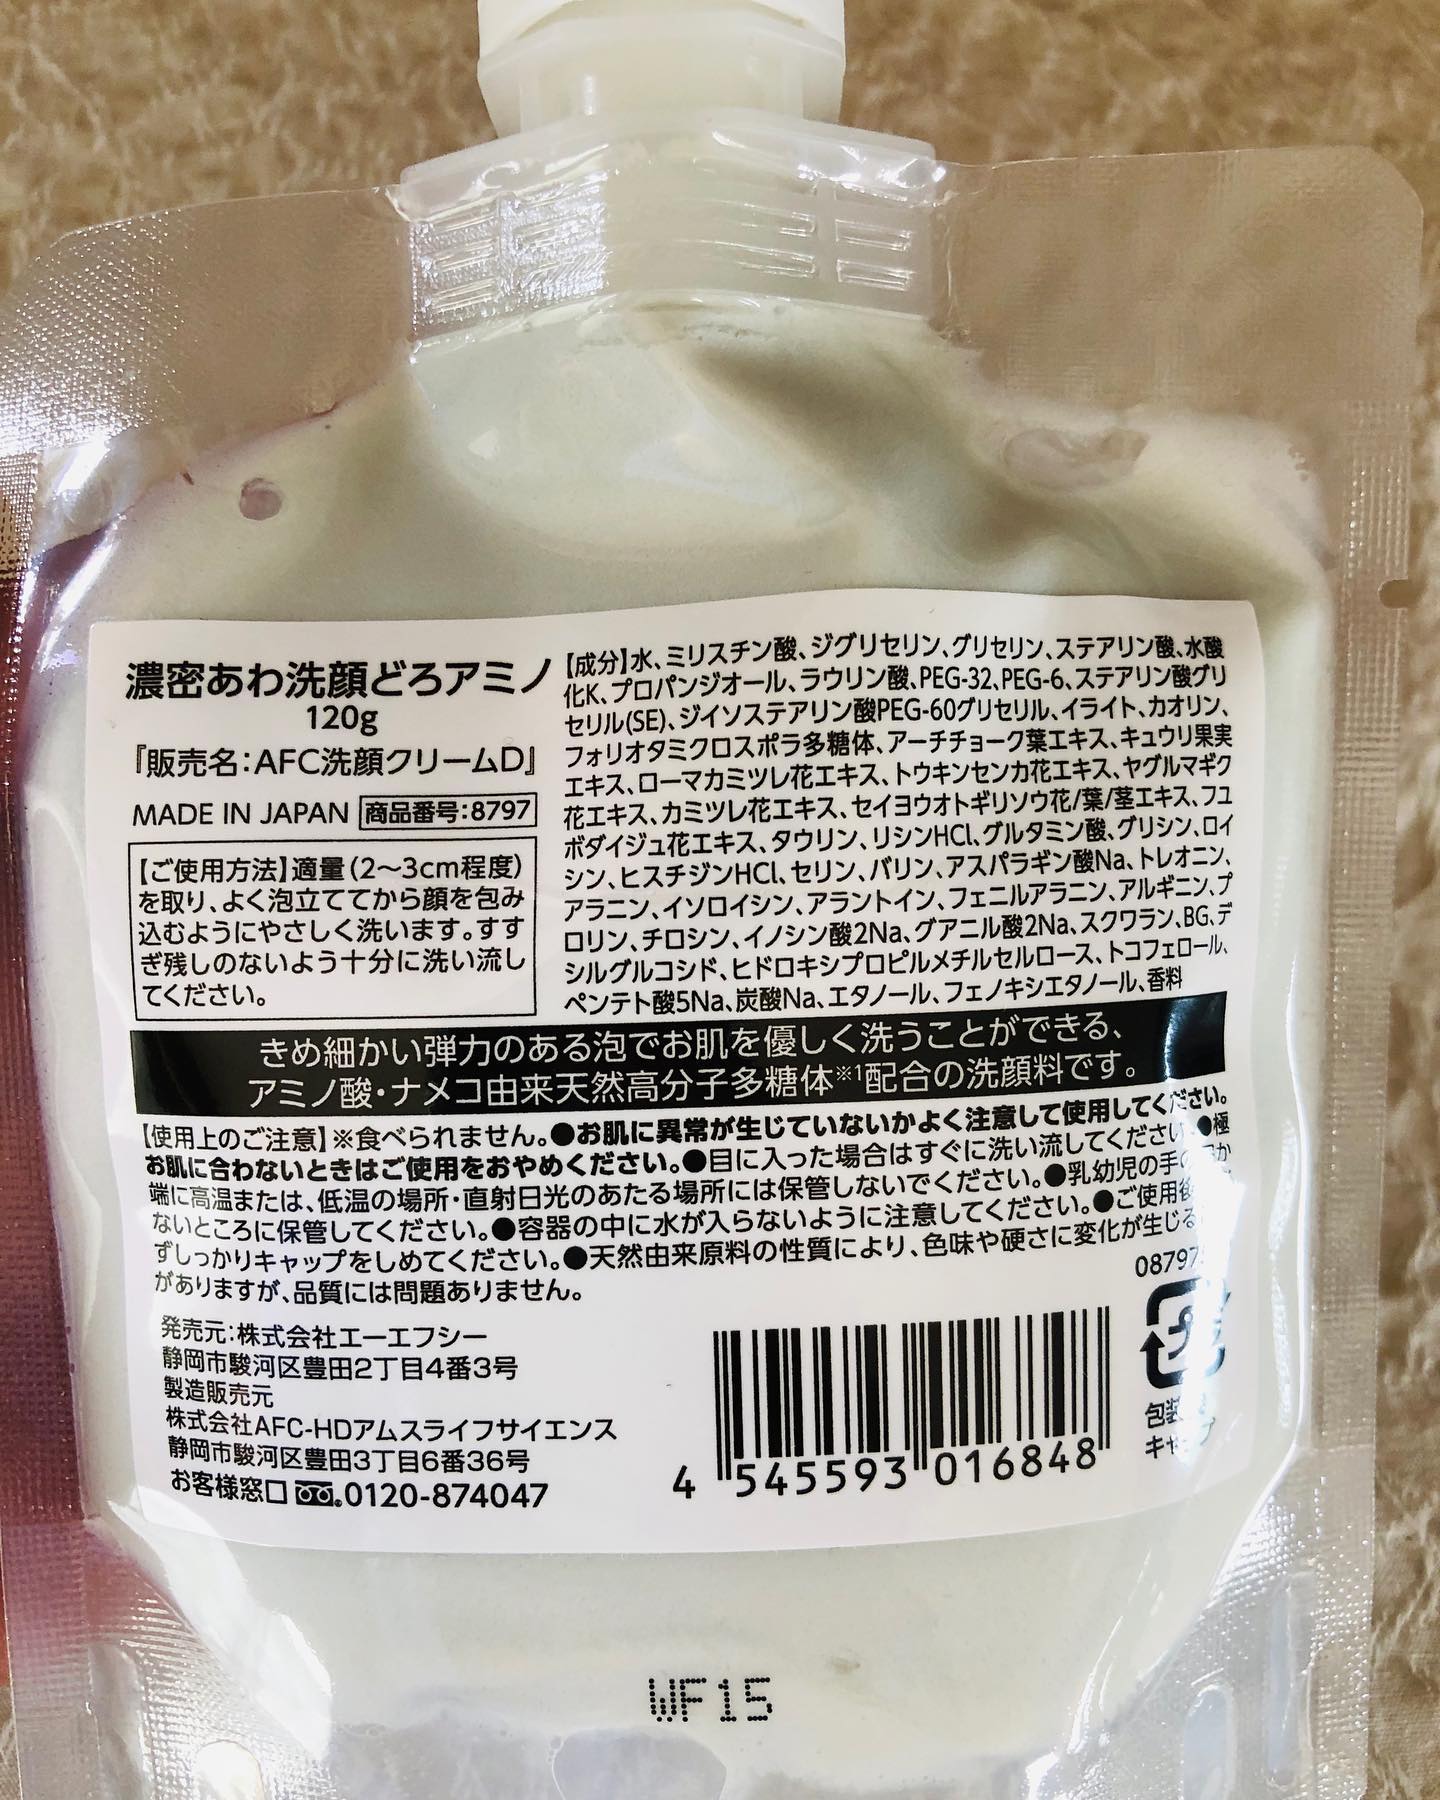 濃密あわ洗顔どろアミノ
120g
『販売名：AFC洗顔クリームD』
MADE IN JAPAN 商品番号：8797
【ご使用方法】適量(2〜3cm程度)
を取り、よく泡立ててから顔を包み
込むようにやさしく洗います。すす
ぎ残しのないよう十分に洗い流し
てください。
【成分】水、ミリスチン酸、ジグリセリン、グリセリン、ステアリン酸、水酸
化K、プロパンジオール、ラウリン酸、PEG-32、PEG-6、ステアリン酸グリ
セリル(SE)、ジイソステアリン酸PEG-60グリセリル、イライト、カオリン、
フォリオタミクロスポラ多糖体、アーチチョーク葉エキス、キュウリ果実
エキス、ローマカミツレ花エキス、トウキンセンカ花エキス、ヤグルマギク
花エキス、カミツレ花エキス、セイヨウオトギリソウ花/葉/茎エキス、フユ
ボダイジュ花エキス、タウリン、リシンHCl、グルタミン酸、グリシン、ロイ
シン、ヒスチジンHCl、セリン、バリン、アスパラギン酸Na、トレオニン、
アラニン、イソロイシン、アラントイン、フェニルアラニン、アルギニン、プ
ロリン、チロシン、イノシン酸2Na、グアニル酸2Na、スクワラン、BG、デ
シルグルコシド、ヒドロキシプロピルメチルセルロース、トコフェロール、
ペンテト酸5Na、炭酸Na、エタノール、フェノキシエタノール、香料
きめ細かい弾力のある泡でお肌を優しく洗うことができる、
アミノ酸・ナメコ由来天然高分子多糖体※1配合の洗顔料です。
【使用上のご注意】※食べられません。●お肌に異常が生じていないかよく注意して使用してください。
お肌に合わないときはご使用をおやめください。●目に入った場合はすぐに洗い流してください ●極
端に高温または、低温の場所・直射日光のあたる場所には保管しないでください。●乳幼児の手の か
ないところに保管してください。●容器の中に水が入らないように注意してください。●ご使用後
ずしっかりキャップをしめてください。●天然由来原料の性質により、色味や硬さに変化が生じる
がありますが、品質には問題ありません。
08797
発売元：株式会社エーエフシー
静岡市駿河区豊田2丁目4番3号
製造販売元
株式会社AFC-HDアムスライフサイエンス
静岡市駿河区豊田3丁目6番36号
お客様窓口 0120-874047
4 545593 016848
プ
包装
キャップ
WF15